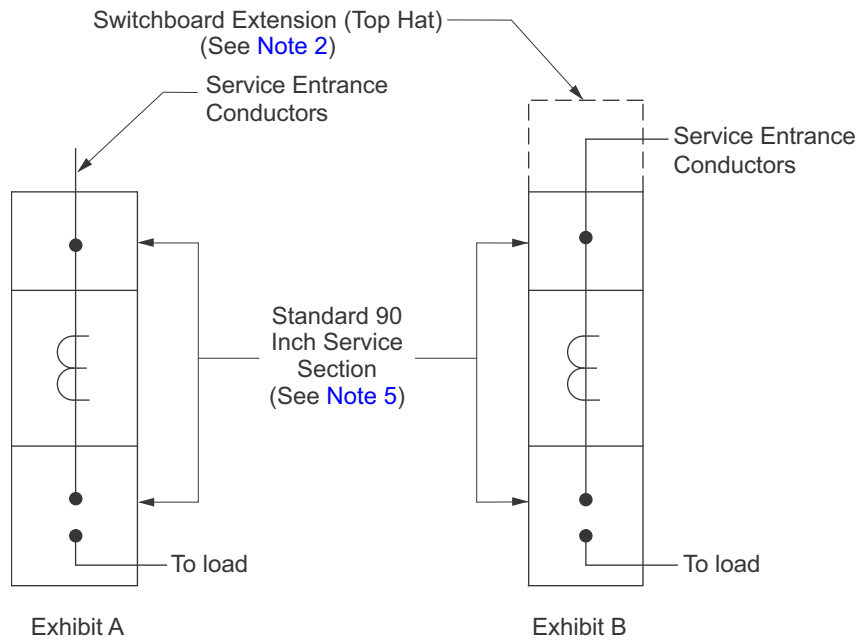 Switchboard Extension (Top Hat)
(See Note 2)
Service Entrance
Conductors
Service Entrance
Conductors
Standard 90
Inch Service
Section
(See Note 5)
To load
To load
Exhibit A
Exhibit B